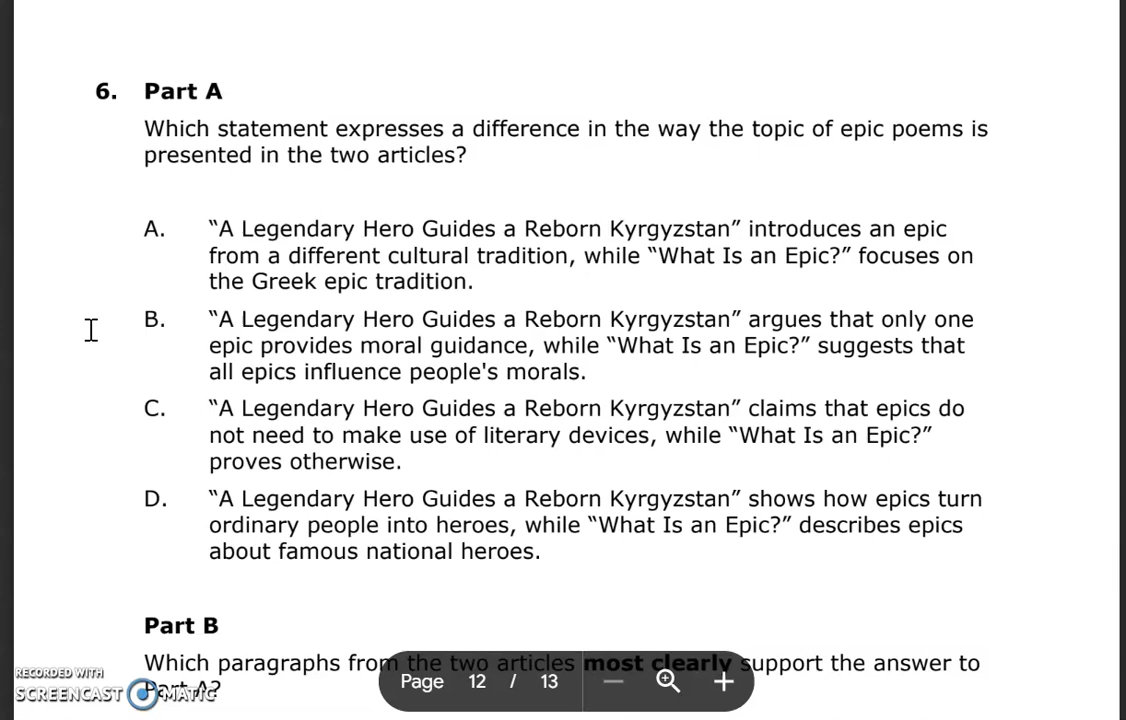 6. Part A
Which statement expresses a difference in the way the topic of epic poems is
presented in the two articles?
A. “A Legendary Hero Guides a Reborn Kyrgyzstan” introduces an epic
from a different cultural tradition, while “What Is an Epic?” focuses on
the Greek epic tradition.
B. “A Legendary Hero Guides a Reborn Kyrgyzstan” argues that only one
epic provides moral guidance, while “What Is an Epic?” suggests that
all epics influence people's morals.
C. “A Legendary Hero Guides a Reborn Kyrgyzstan” claims that epics do
not need to make use of literary devices, while “What Is an Epic?”
proves otherwise.
D. “A Legendary Hero Guides a Reborn Kyrgyzstan” shows how epics turn
ordinary people into heroes, while “What Is an Epic?” describes epics
about famous national heroes.
Part B
Which paragraphs from the two articles most clearly support the answer to
Part A?
Page 12 / 13
RECORDED WITH
SCREENCAST MATIC